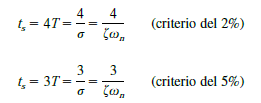 t_s = 4T = 4/σ = 4/(ζω_n) (criterio del 2%)
t_s = 3T = 3/σ = 3/(ζω_n) (criterio del 5%)